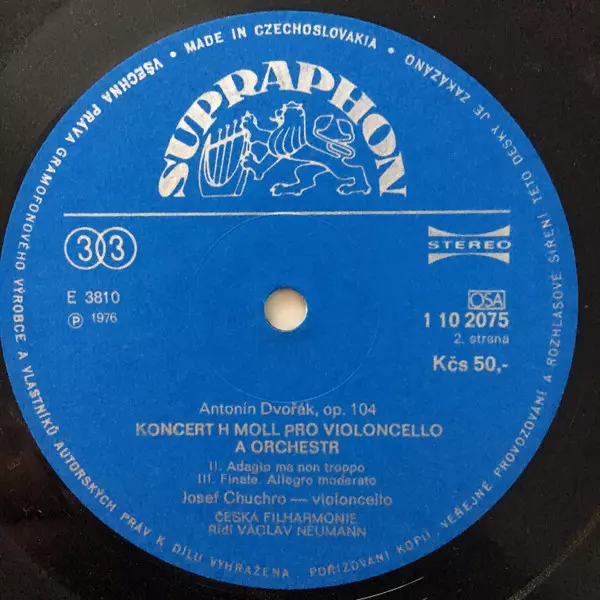 VŠECHNA PRÁVA GRAMOFONOVÉHO VÝROBCE A VLASTNÍKŮ AUTORSKÝCH PRÁV K DÍLU VYHRAŽENA. POŘIZOVÁNÍ KOPIÍ, VEŘEJNÉ PROVOZOVÁNÍ A ROZHLASOVÉ ŠÍŘENÍ TÉTO DESKY JE ZAKÁZÁNO
• MADE IN CZECHOSLOVAKIA •
SUPRAPHON
33
STEREO
E 3810
OSA
Ⓟ 1976
1 10 2075
2. strana
Kčs 50,-
Antonín Dvořák, op. 104
KONCERT H MOLL PRO VIOLONCELLO
A ORCHESTR
II. Adagio ma non troppo
III. Finale. Allegro moderato
Josef Chuchro — violoncello
ČESKÁ FILHARMONIE
Řídí VÁCLAV NEUMANN